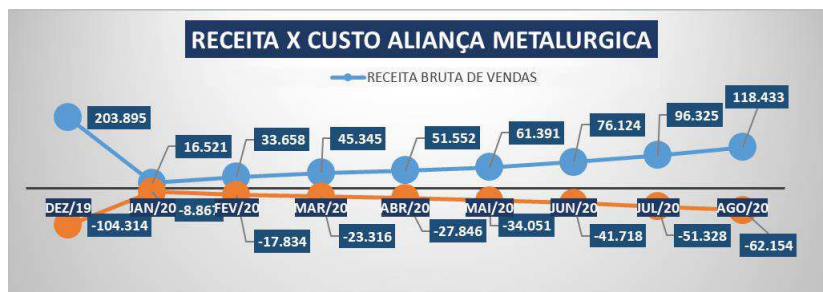 RECEITA X CUSTO ALIANÇA METALURGICA
RECEITA BRUTA DE VENDAS
203.895
16.521
33.658
45.345
51.552
61.391
76.124
96.325
118.433
DEZ/19
JAN/20
FEV/20
MAR/20
ABR/20
MAI/20
JUN/20
JUL/20
AGO/20
-104.314
-8.867
-17.834
-23.316
-27.846
-34.051
-41.718
-51.328
-62.154